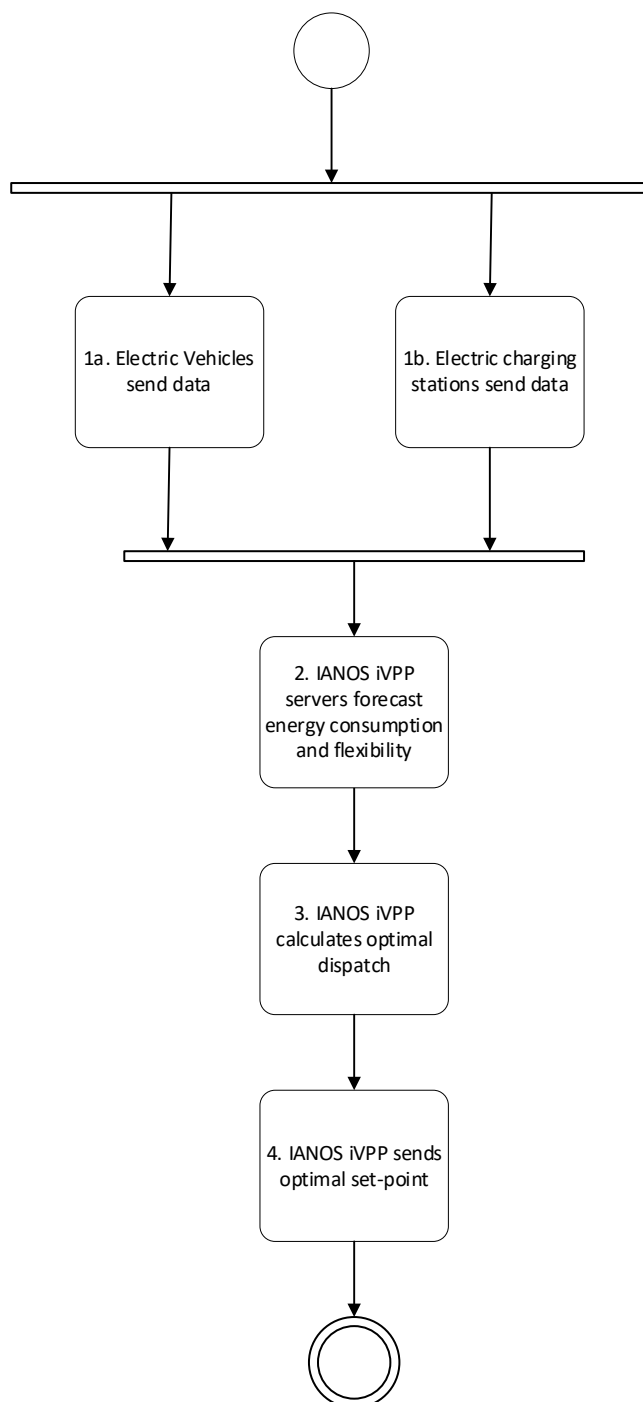 1a. Electric Vehicles
send data
1b. Electric charging
stations send data
2. IANOS iVPP
servers forecast
energy consumption
and flexibility
3. IANOS iVPP
calculates optimal
dispatch
4. IANOS iVPP sends
optimal set-point